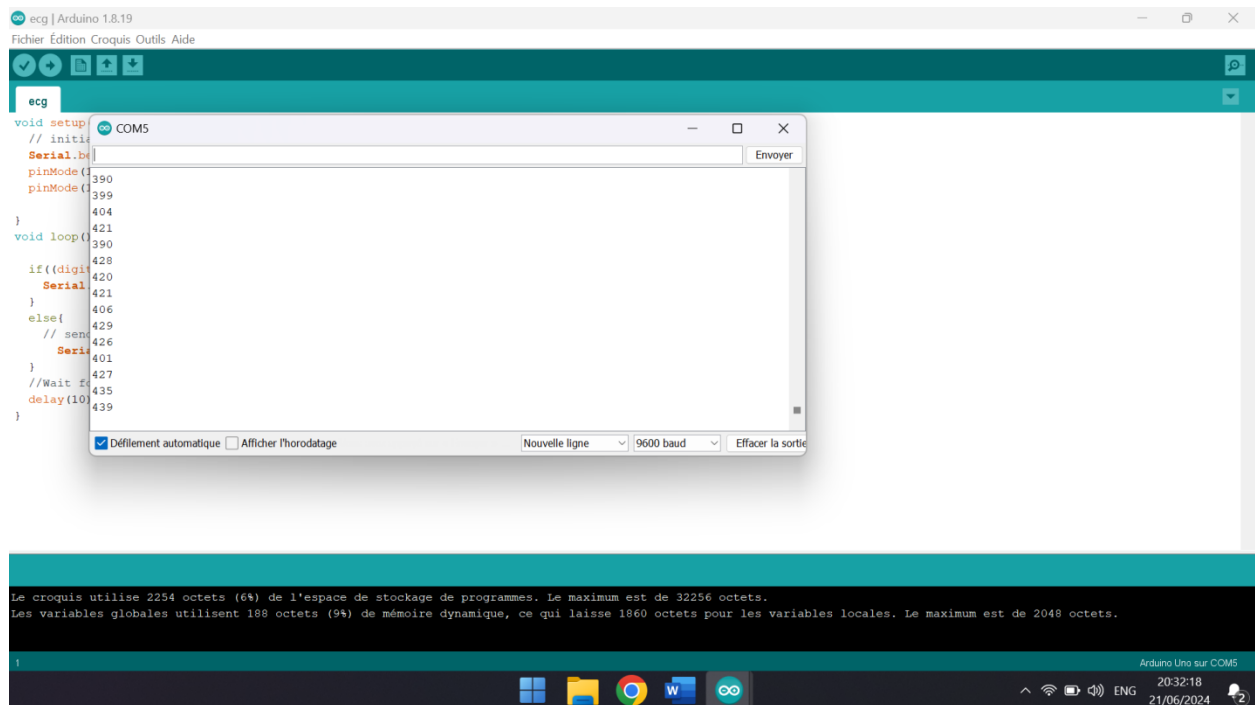 ecg | Arduino 1.8.19
Fichier Édition Croquis Outils Aide
ecg
void setup
// initia
Serial.be
pinMode(1
pinMode(1
}
void loop()
if((digit
Serial.
}
else{
// send
Seria
}
//Wait fo
delay(10)
}
COM5
Envoyer
390
399
404
421
390
428
420
421
406
429
426
401
427
435
439
Défilement automatique Afficher l'horodatage Nouvelle ligne 9600 baud Effacer la sortie
Le croquis utilise 2254 octets (6%) de l'espace de stockage de programmes. Le maximum est de 32256 octets.
Les variables globales utilisent 188 octets (9%) de mémoire dynamique, ce qui laisse 1860 octets pour les variables locales. Le maximum est de 2048 octets.
1 Arduino Uno sur COM5
W
ENG
20:32:18
21/06/2024
2